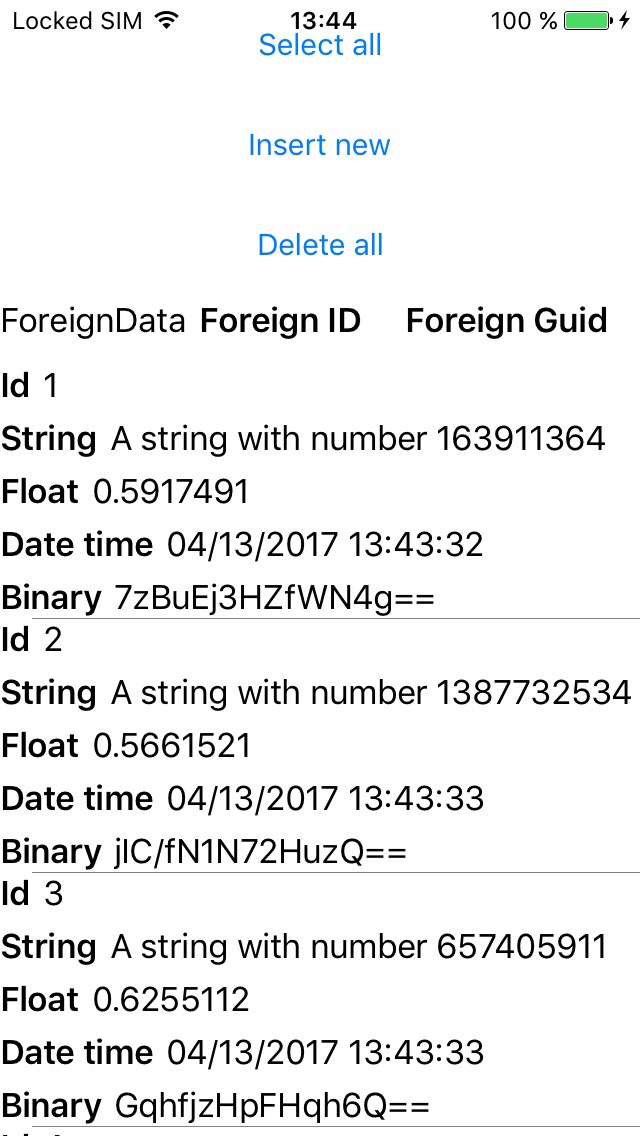 Locked SIM 13:44 100 %
Select all
Insert new
Delete all
ForeignData Foreign ID Foreign Guid
Id 1
String A string with number 163911364
Float 0.5917491
Date time 04/13/2017 13:43:32
Binary 7zBuEj3HZfWN4g==
Id 2
String A string with number 1387732534
Float 0.5661521
Date time 04/13/2017 13:43:33
Binary jIC/fN1N72HuzQ==
Id 3
String A string with number 657405911
Float 0.6255112
Date time 04/13/2017 13:43:33
Binary GqhfjzHpFHqh6Q==